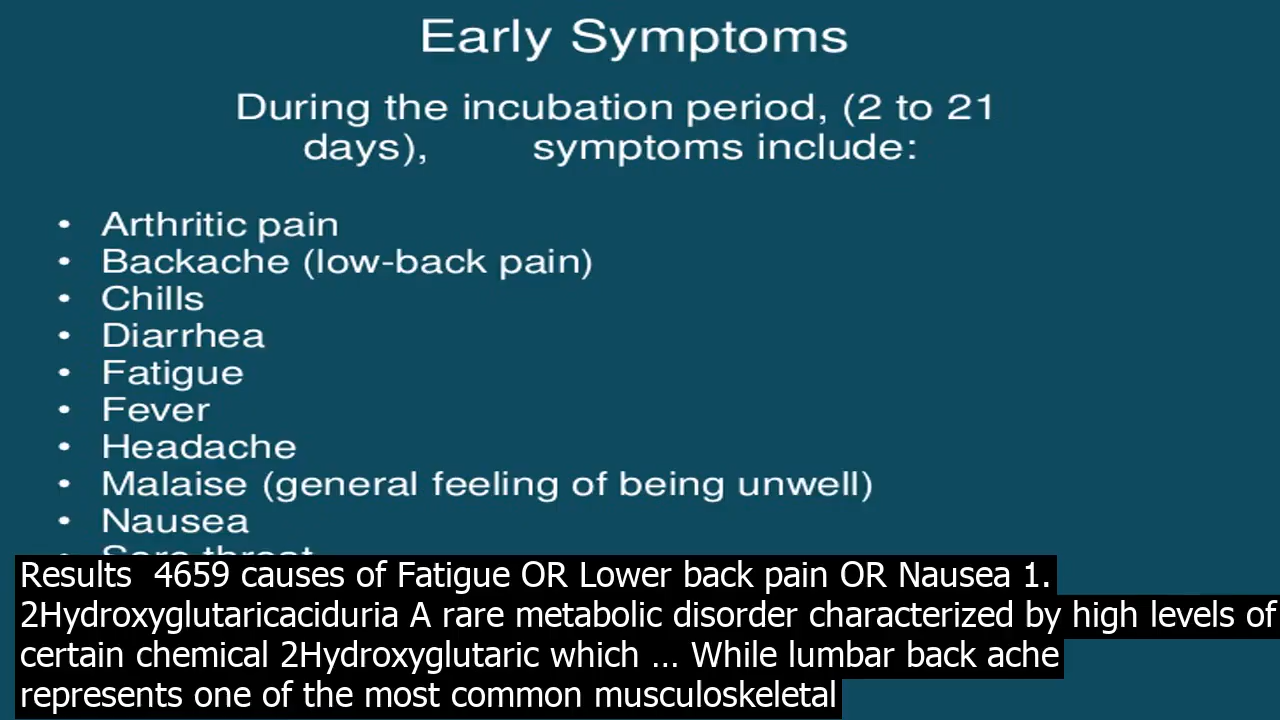 Early Symptoms
During the incubation period, (2 to 21
days), symptoms include:
• Arthritic pain
• Backache (low-back pain)
• Chills
• Diarrhea
• Fatigue
• Fever
• Headache
• Malaise (general feeling of being unwell)
• Nausea
• Sore throat
Results 4659 causes of Fatigue OR Lower back pain OR Nausea 1.
2Hydroxyglutaricaciduria A rare metabolic disorder characterized by high levels of
certain chemical 2Hydroxyglutaric which ... While lumbar back ache
represents one of the most common musculoskeletal